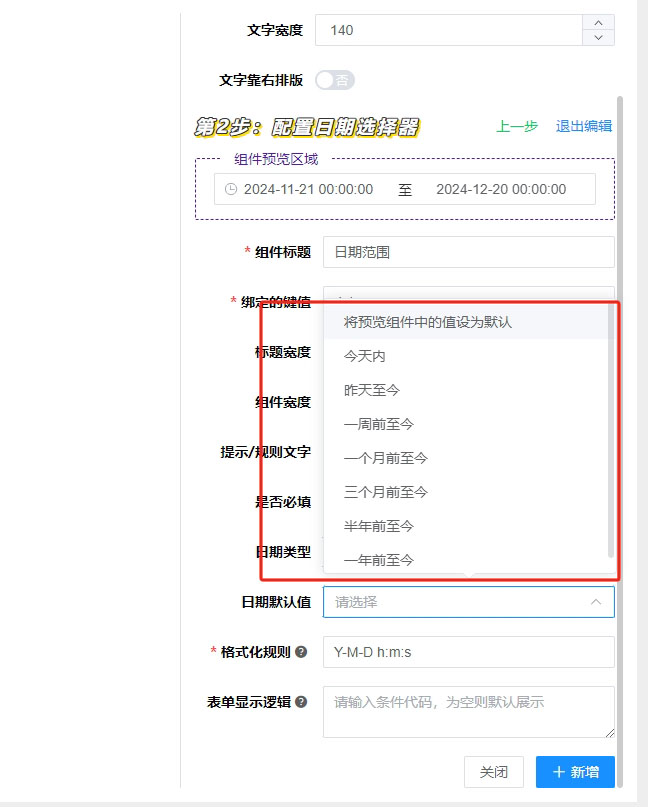 文字宽度 140
文字靠右排版 否
第2步：配置日期选择器 上一步 退出编辑
组件预览区域
2024-11-21 00:00:00 至 2024-12-20 00:00:00
* 组件标题 日期范围
* 绑定的键值
将预览组件中的值设为默认
标题宽度
今天内
昨天至今
组件宽度
一周前至今
提示/规则文字
一个月前至今
三个月前至今
是否必填
半年前至今
日期类型
一年前至今
日期默认值 请选择
* 格式化规则 ? Y-M-D h:m:s
表单显示逻辑 ? 请输入条件代码，为空则默认展示
关闭 + 新增